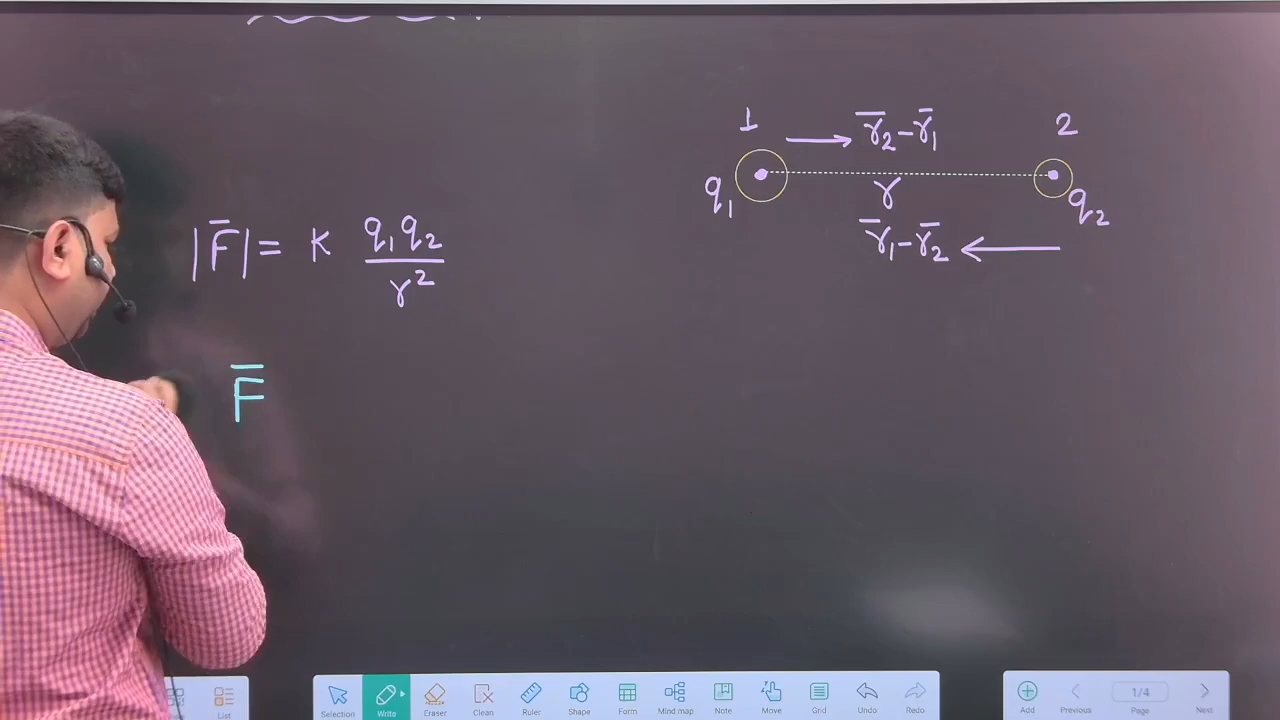 |F̅| = K q₁q₂/r²
F̅
1
r̅₂-r̅₁
2
q₁
r
q₂
r̅₁-r̅₂
List
Selection
Write
Eraser
Clean
Ruler
Shape
Form
Mind map
Note
Move
Grid
Undo
Redo
Add
Previous
1/4
Page
Next